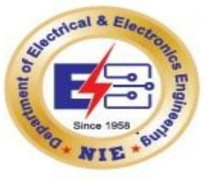 Department of Electrical & Electronics Engineering
E
Since 1958
NIE